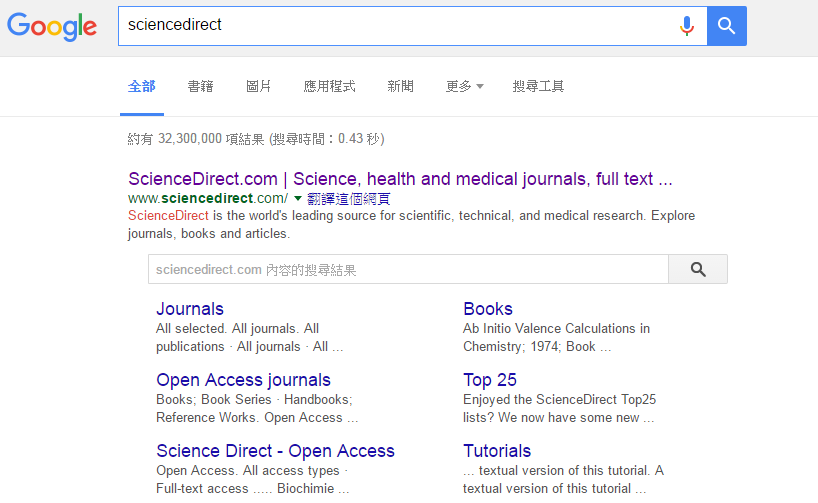 Google sciencedirect
全部 書籍 圖片 應用程式 新聞 更多 搜尋工具
約有 32,300,000 項結果 (搜尋時間：0.43 秒)
ScienceDirect.com | Science, health and medical journals, full text ...
www.sciencedirect.com/ 翻譯這個網頁
ScienceDirect is the world's leading source for scientific, technical, and medical research. Explore
journals, books and articles.
sciencedirect.com 內容的搜尋結果
Journals
All selected. All journals. All
publications · All journals · All ...
Books
Ab Initio Valence Calculations in
Chemistry; 1974; Book ...
Open Access journals
Books; Book Series · Handbooks;
Reference Works. Open Access ...
Top 25
Enjoyed the ScienceDirect Top25
lists? We now have some new ...
Science Direct - Open Access
Open Access. All access types ·
Full-text access ..... Biochimie ...
Tutorials
... textual version of this tutorial. A
textual version of this tutorial ...